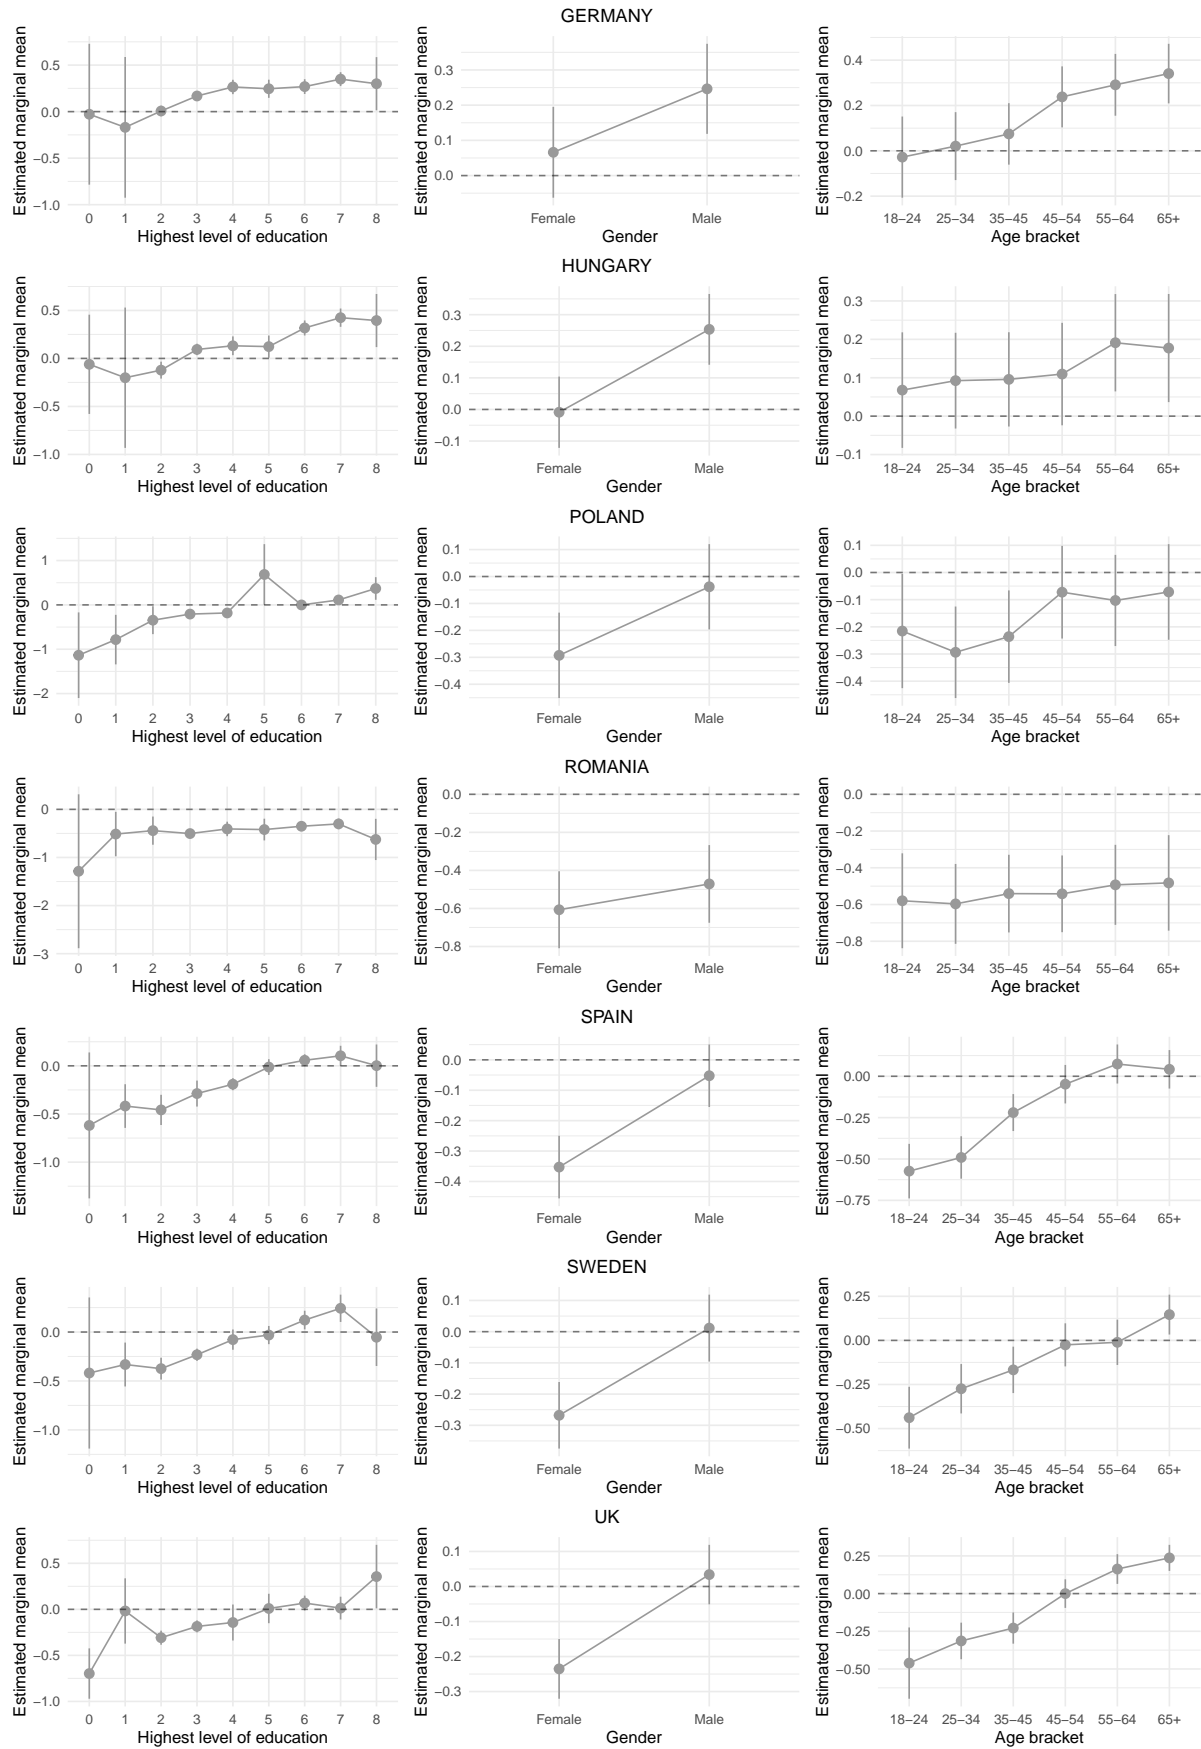 GERMANY
Estimated marginal mean
0.5
0.0
−0.5
−1.0
0 1 2 3 4 5 6 7 8
Highest level of education
Estimated marginal mean
0.3
0.2
0.1
0.0
Female Male
Gender
Estimated marginal mean
0.4
0.2
0.0
−0.2
18−24 25−34 35−45 45−54 55−64 65+
Age bracket
HUNGARY
Estimated marginal mean
0.5
0.0
−0.5
−1.0
0 1 2 3 4 5 6 7 8
Highest level of education
Estimated marginal mean
0.3
0.2
0.1
0.0
−0.1
Female Male
Gender
Estimated marginal mean
0.3
0.2
0.1
0.0
−0.1
18−24 25−34 35−45 45−54 55−64 65+
Age bracket
POLAND
Estimated marginal mean
1
0
−1
−2
0 1 2 3 4 5 6 7 8
Highest level of education
Estimated marginal mean
0.1
0.0
−0.1
−0.2
−0.3
−0.4
Female Male
Gender
Estimated marginal mean
0.1
0.0
−0.1
−0.2
−0.3
−0.4
18−24 25−34 35−45 45−54 55−64 65+
Age bracket
ROMANIA
Estimated marginal mean
0
−1
−2
−3
0 1 2 3 4 5 6 7 8
Highest level of education
Estimated marginal mean
0.0
−0.2
−0.4
−0.6
−0.8
Female Male
Gender
Estimated marginal mean
0.0
−0.2
−0.4
−0.6
−0.8
18−24 25−34 35−45 45−54 55−64 65+
Age bracket
SPAIN
Estimated marginal mean
0.0
−0.5
−1.0
0 1 2 3 4 5 6 7 8
Highest level of education
Estimated marginal mean
0.0
−0.1
−0.2
−0.3
−0.4
Female Male
Gender
Estimated marginal mean
0.00
−0.25
−0.50
−0.75
18−24 25−34 35−45 45−54 55−64 65+
Age bracket
SWEDEN
Estimated marginal mean
0.0
−0.5
−1.0
0 1 2 3 4 5 6 7 8
Highest level of education
Estimated marginal mean
0.1
0.0
−0.1
−0.2
−0.3
Female Male
Gender
Estimated marginal mean
0.25
0.00
−0.25
−0.50
18−24 25−34 35−45 45−54 55−64 65+
Age bracket
UK
Estimated marginal mean
0.5
0.0
−0.5
−1.0
0 1 2 3 4 5 6 7 8
Highest level of education
Estimated marginal mean
0.1
0.0
−0.1
−0.2
−0.3
Female Male
Gender
Estimated marginal mean
0.25
0.00
−0.25
−0.50
18−24 25−34 35−45 45−54 55−64 65+
Age bracket